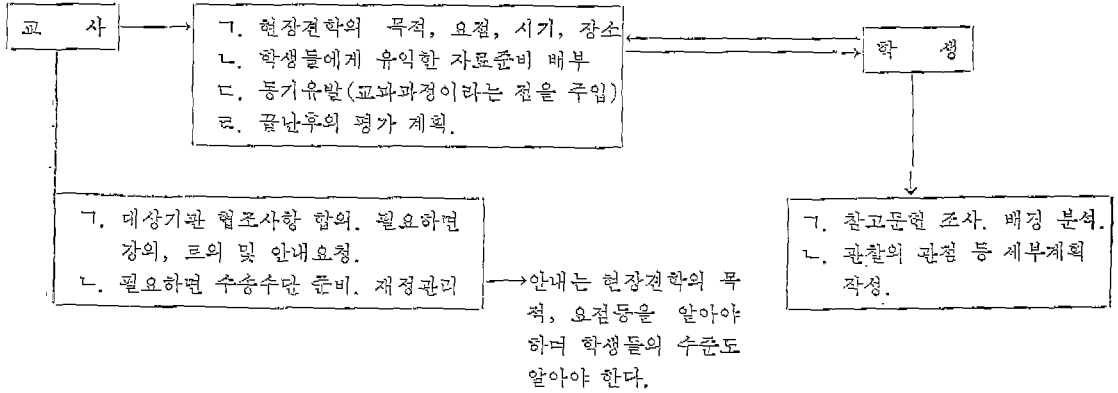 교 사
ㄱ. 현장견학의 목적, 요점, 시기, 장소
ㄴ. 학생들에게 유익한 자료준비 배부
ㄷ. 동기유발(교과과정이라는 점을 주입)
ㄹ. 끝난후의 평가 계획.
학 생
ㄱ. 대상기관 협조사항 합의. 필요하면
강의, 토의 및 안내요청.
ㄴ. 필요하면 수송수단 준비. 재정관리
안내는 현장견학의 목
적, 요점등을 알아야
하며 학생들의 수준도
알아야 한다.
ㄱ. 참고문헌 조사. 배경 분석.
ㄴ. 관찰의 관점 등 세부계획
작성.